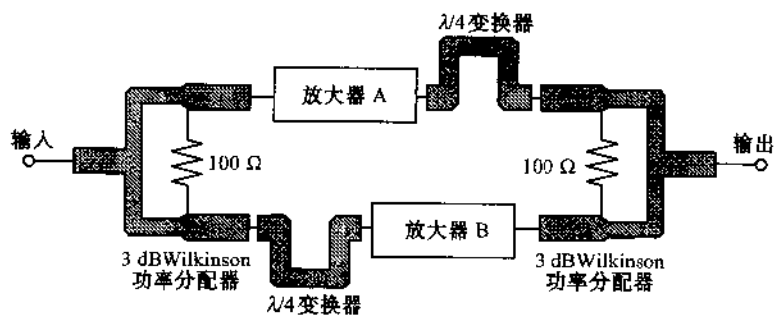 λ/4变换器
放大器 A
输入
100 Ω
100 Ω
输出
放大器 B
3 dBWilkinson
功率分配器
λ/4变换器
3 dBWilkinson
功率分配器